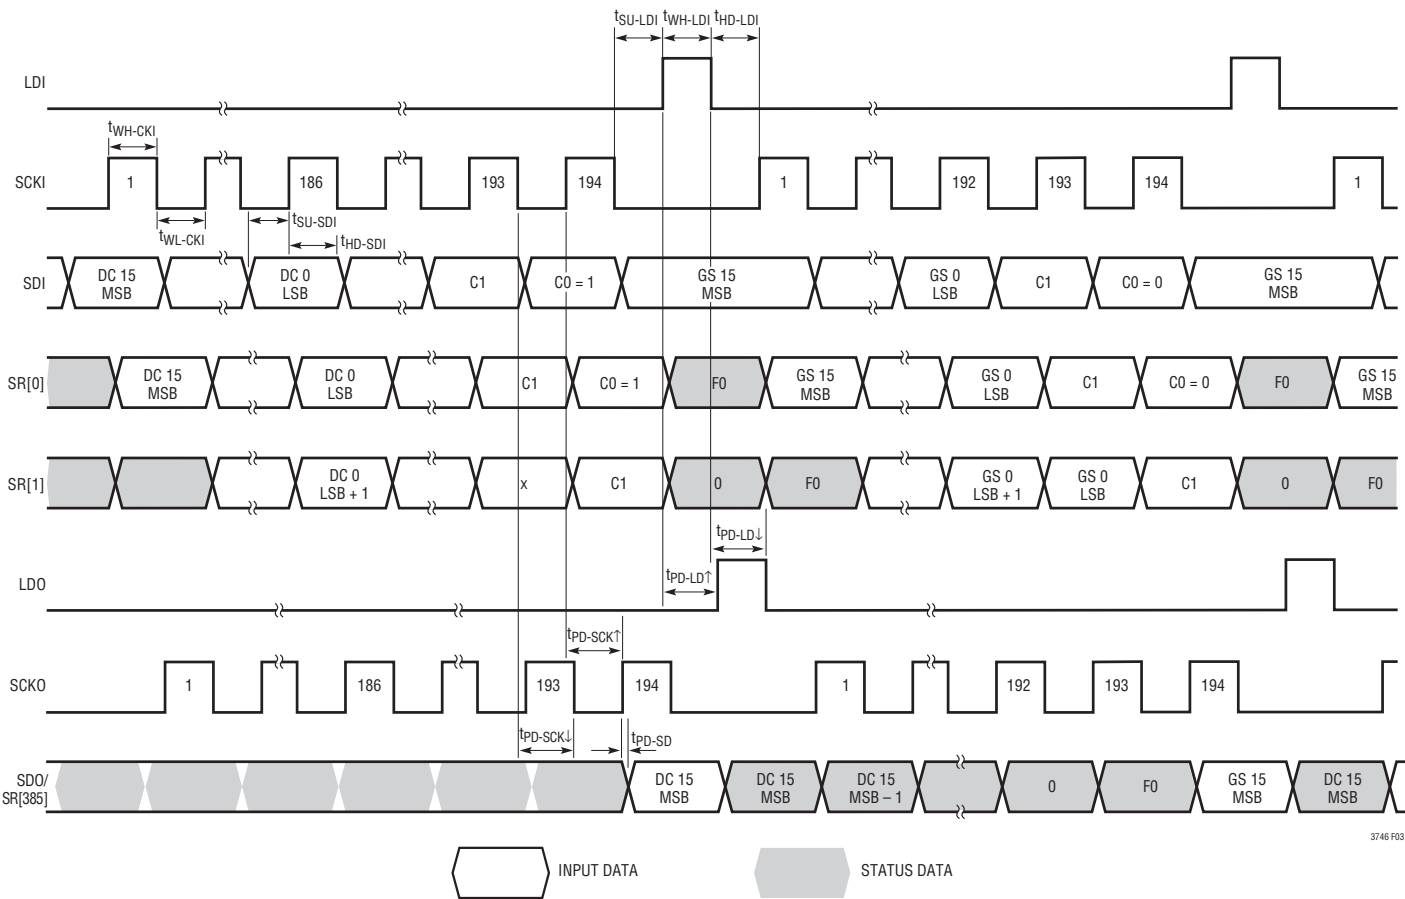 tSU-LDI tWH-LDI tHD-LDI
LDI
tWH-CKI
SCKI 1 186 193 194 1 192 193 194 1
tWL-CKI tSU-SDI tHD-SDI
SDI DC 15 MSB DC 0 LSB C1 C0 = 1 GS 15 MSB GS 0 LSB C1 C0 = 0 GS 15 MSB
SR[0] DC 15 MSB DC 0 LSB C1 C0 = 1 F0 GS 15 MSB GS 0 LSB C1 C0 = 0 F0 GS 15 MSB
SR[1] DC 0 LSB + 1 x C1 0 F0 GS 0 LSB + 1 GS 0 LSB C1 0 F0
tPD-LD↓
LDO tPD-LD↑
tPD-SCK↑
SCKO 1 186 193 194 1 192 193 194
tPD-SCK↓ tPD-SD
SDO/ SR[385] DC 15 MSB DC 15 MSB DC 15 MSB – 1 0 F0 GS 15 MSB DC 15 MSB
3746 F03
INPUT DATA STATUS DATA